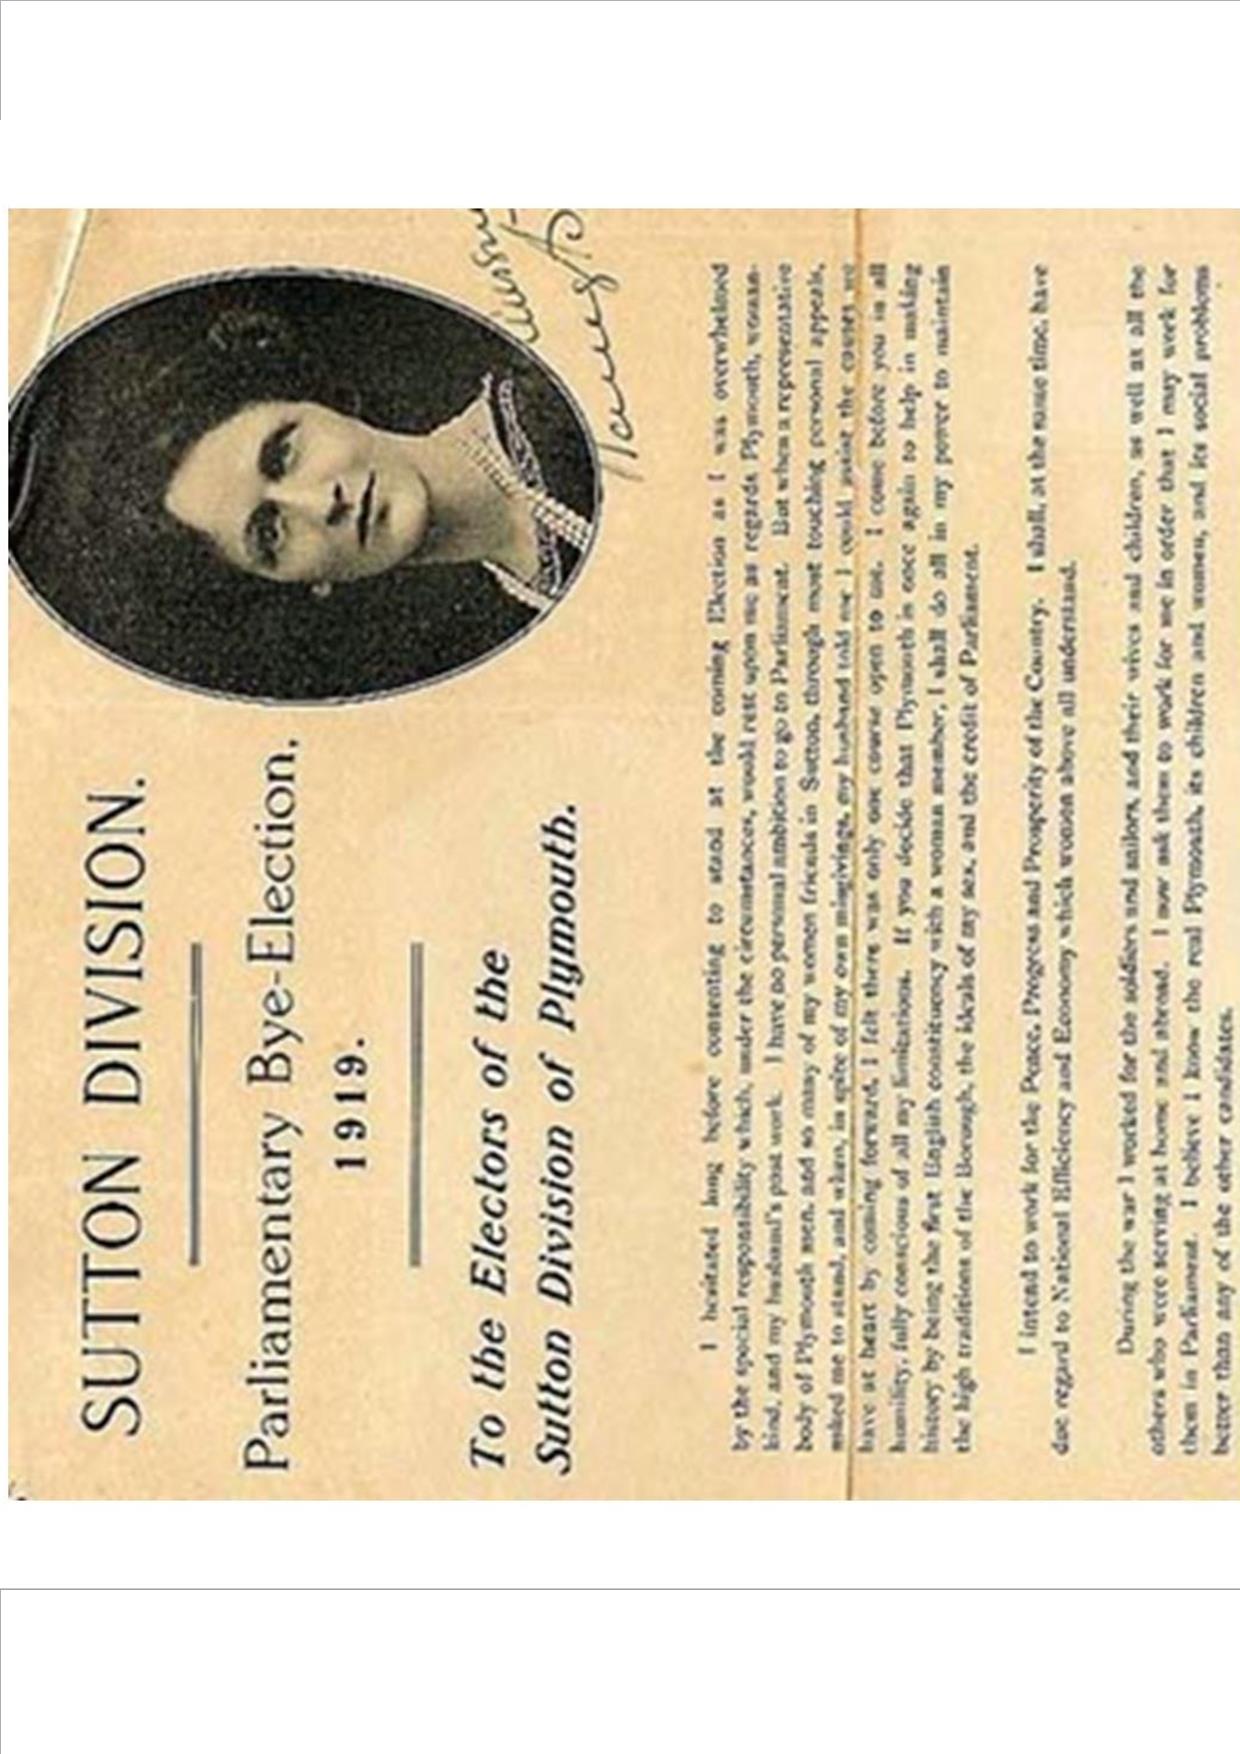 SUTTON DIVISION.
Parliamentary Bye-Election,
1919.
To the Electors of the
Sutton Division of Plymouth.
I hesitated long before consenting to stand at the coming Election as I was overwhelmed
by the special responsibility which, under the circumstances, would rest upon me as regards Plymouth, woman-
kind, and my husband's past work. I have no personal ambition to go to Parliament. But when a representative
body of Plymouth men, and so many of my women friends in Sutton, through most touching personal appeals,
asked me to stand, and when, in spite of my own misgivings, my husband told me I could assist the causes we
have at heart by coming forward, I felt there was only one course open to me. I come before you in all
humility, fully conscious of all my limitations. If you decide that Plymouth is once again to help in making
history by being the first English constituency with a woman member, I shall do all in my power to maintain
the high traditions of the Borough, the ideals of my sex, and the credit of Parliament.
I intend to work for the Peace, Progress and Prosperity of the Country. I shall, at the same time, have
due regard to National Efficiency and Economy which women above all understand.
During the war I worked for the soldiers and sailors, and their wives and children, as well as all the
others who were serving at home and abroad. I now ask them to work for me in order that I may work for
them in Parliament. I believe I know the real Plymouth, its children and women, and its social problems
better than any of the other candidates.